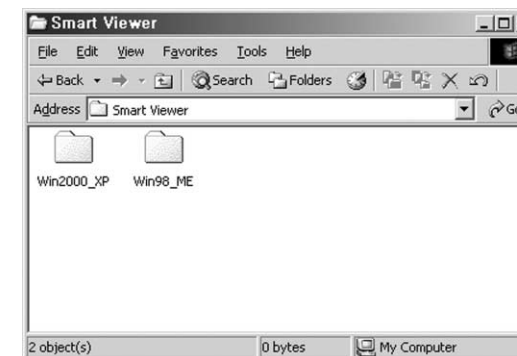 Smart Viewer
File Edit View Favorites Tools Help
Back Search Folders
Address Smart Viewer
Win2000_XP Win98_ME
2 object(s) 0 bytes My Computer